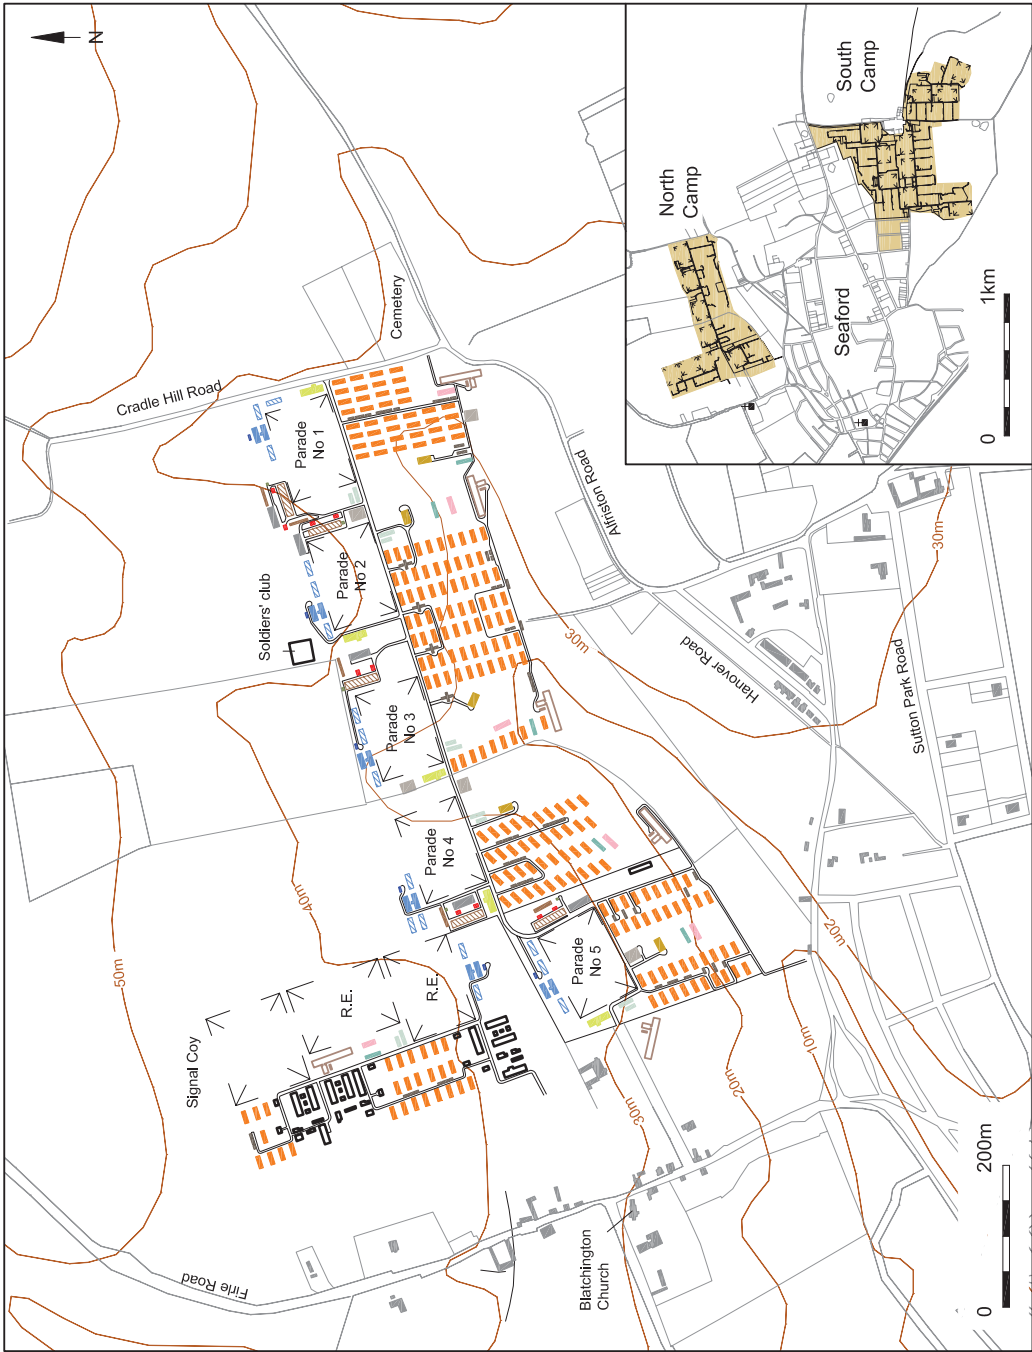 N
Cradle Hill Road
Cemetery
Parade
No 1
Parade
No 2
Soldiers' club
Parade
No 3
Parade
No 4
Parade
No 5
R.E.
R.E.
Signal Coy
Alfriston Road
Hanover Road
Sutton Park Road
Firle Road
Blatchington
Church
50m
40m
30m
30m
30m
20m
20m
10m
0
200m
North
Camp
South
Camp
Seaford
0
1km